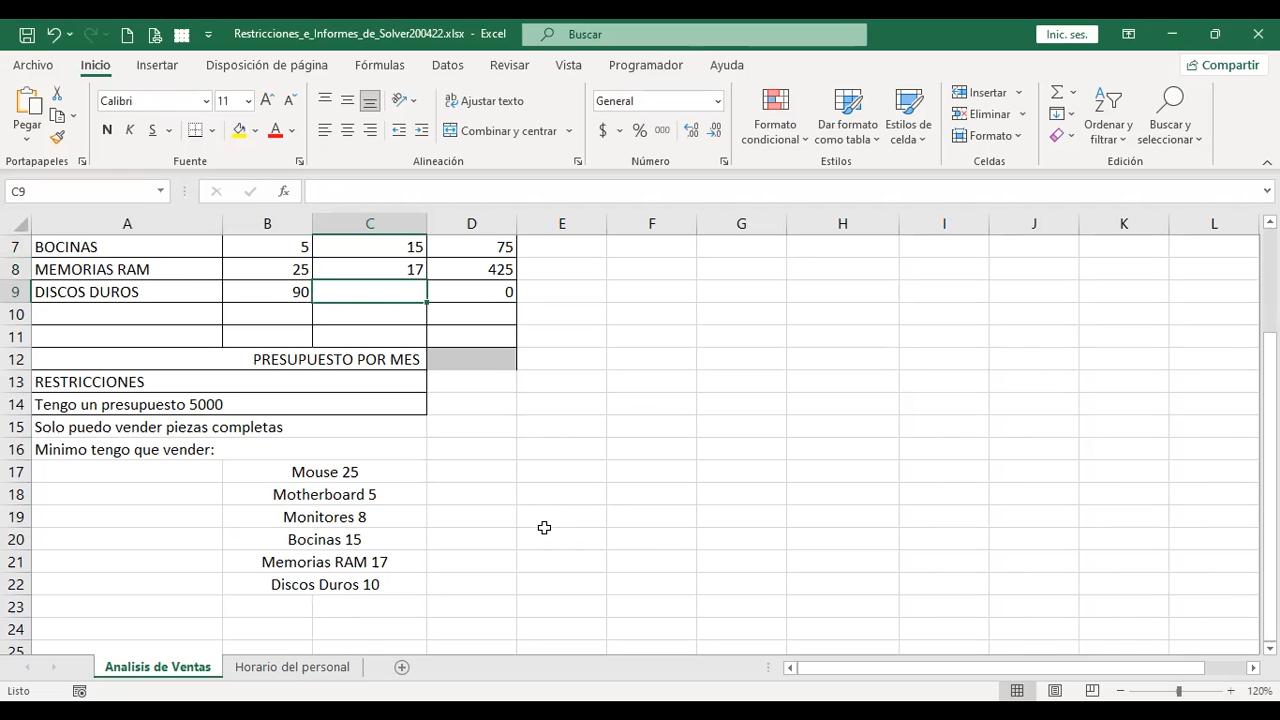 Restricciones_e_Informes_de_Solver200422.xlsx - Excel
Buscar
Inic. ses.
Archivo Inicio Insertar Disposición de página Fórmulas Datos Revisar Vista Programador Ayuda Compartir
Pegar
Calibri 11
N K S
A A A
Ajustar texto
Combinar y centrar
General
$ % 000
Formato condicional
Dar formato como tabla
Estilos de celda
Insertar
Eliminar
Formato
Ordenar y filtrar
Buscar y seleccionar
Portapapeles Fuente Alineación Número Estilos Celdas Edición
C9 fx
A B C D E F G H I J K L
7 BOCINAS 5 15 75
8 MEMORIAS RAM 25 17 425
9 DISCOS DUROS 90 0
10
11
12 PRESUPUESTO POR MES
13 RESTRICCIONES
14 Tengo un presupuesto 5000
15 Solo puedo vender piezas completas
16 Minimo tengo que vender:
17 Mouse 25
18 Motherboard 5
19 Monitores 8
20 Bocinas 15
21 Memorias RAM 17
22 Discos Duros 10
23
24
25
Analisis de Ventas Horario del personal
Listo 120%